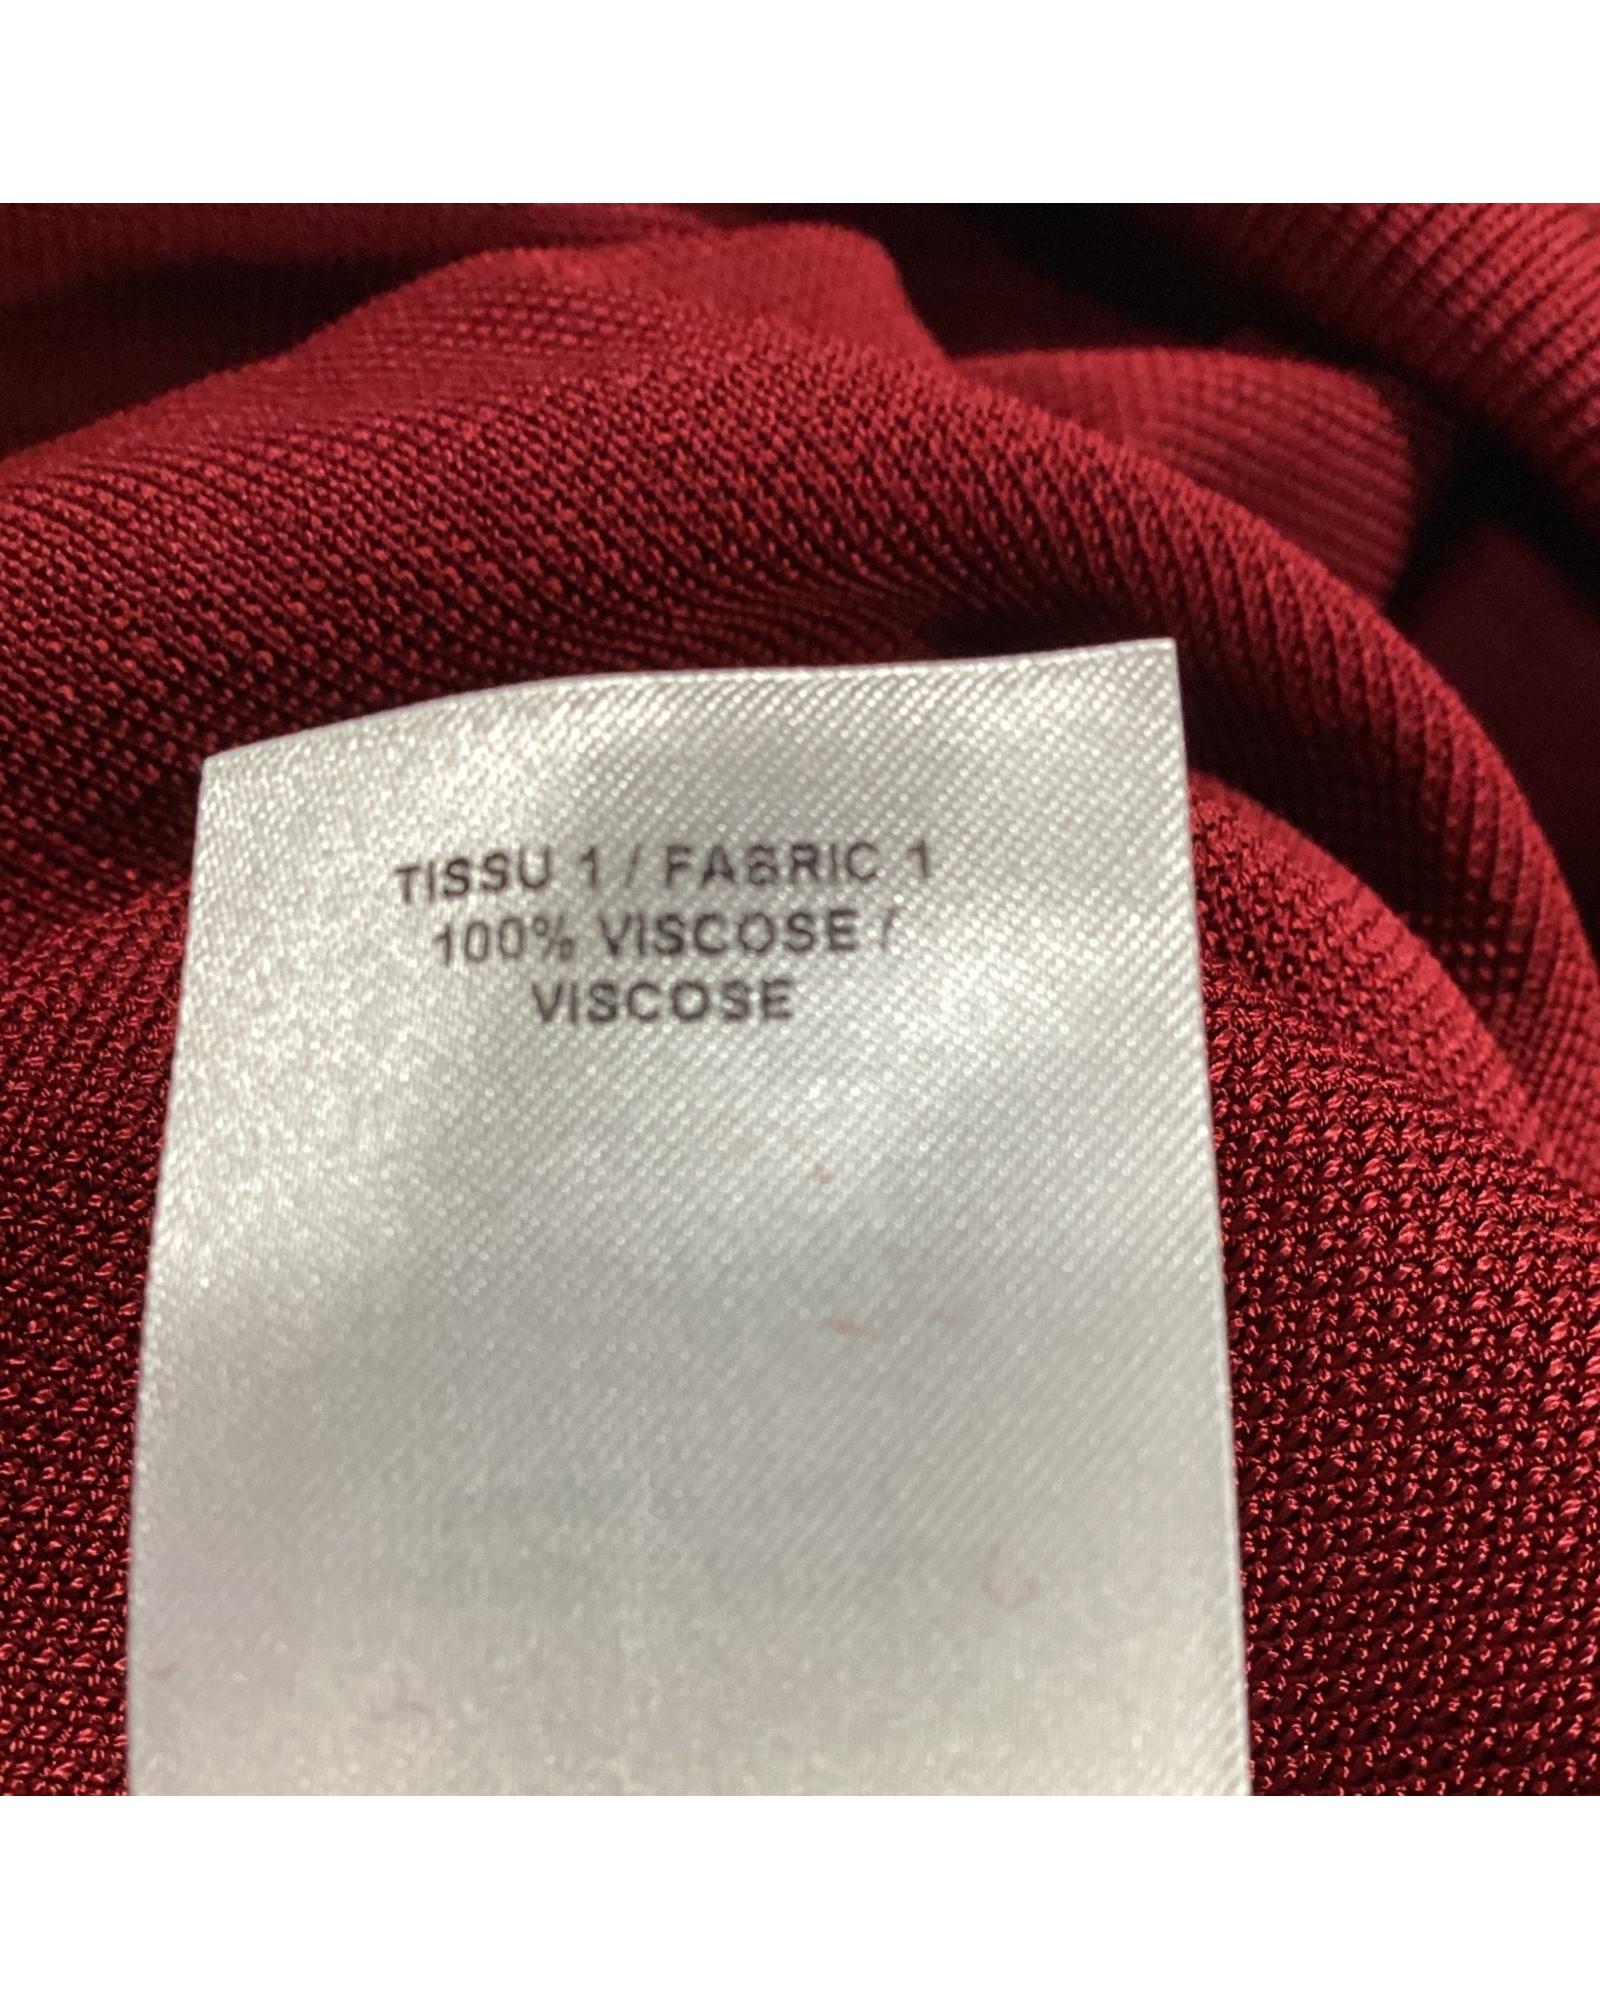 TISSU 1 / FABRIC 1
100% VISCOSE /
VISCOSE